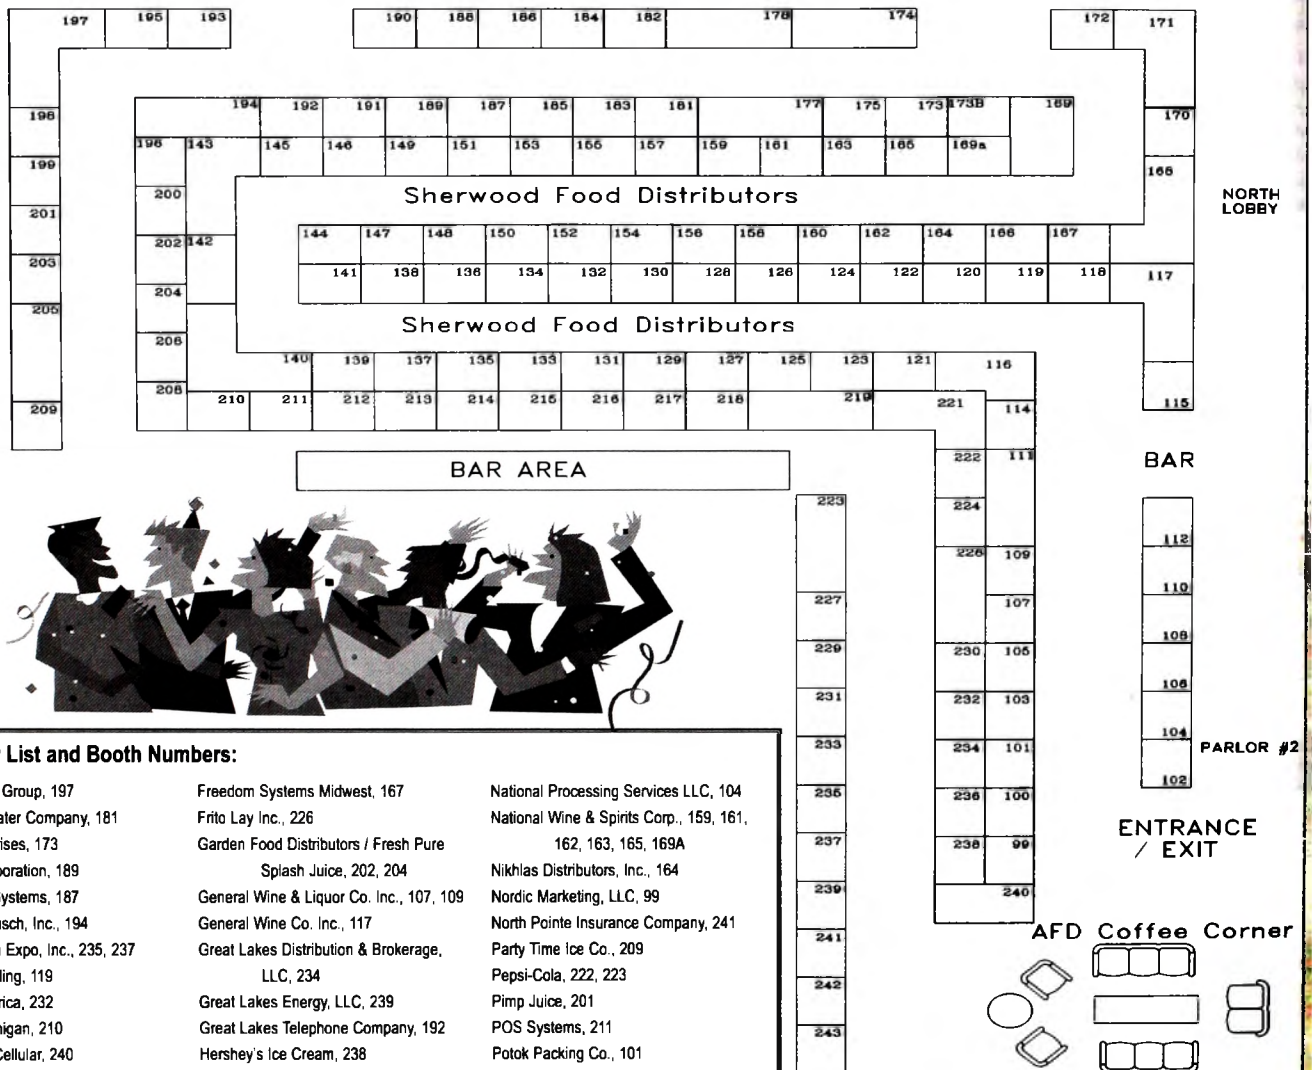 197 195 193 190 188 186 184 182 178 174 172 171
194 192 191 189 187 185 183 181 177 175 173 173B 169
198 170
196 143 145 146 149 151 153 155 157 159 161 163 165 169a
199 168
200 Sherwood Food Distributors NORTH
LOBBY
201
202 142 144 147 148 150 152 154 156 158 160 162 164 166 167
203 141 138 136 134 132 130 128 126 124 122 120 119 118 117
204
205 Sherwood Food Distributors
206
140 139 137 135 133 131 129 127 125 123 121 116
208
209 210 211 212 213 214 215 216 217 218 219 221 114 115
222 111
BAR AREA BAR
223 224
226 109 112
227 107 110
229 230 105 108
231 232 103 106
233 234 101 104 PARLOR #2
235 236 100 102
237 238 99 ENTRANCE
/ EXIT
239 240
241 AFD Coffee Corner
242
243
List and Booth Numbers:
Group, 197
ater Company, 181
ises, 173
oration, 189
ystems, 187
usch, Inc., 194
Expo, Inc., 235, 237
ling, 119
rica, 232
nigan, 210
Cellular, 240
Freedom Systems Midwest, 167
Frito Lay Inc., 226
Garden Food Distributors / Fresh Pure
Splash Juice, 202, 204
General Wine & Liquor Co. Inc., 107, 109
General Wine Co. Inc., 117
Great Lakes Distribution & Brokerage,
LLC, 234
Great Lakes Energy, LLC, 239
Great Lakes Telephone Company, 192
Hershey's Ice Cream, 238
National Processing Services LLC, 104
National Wine & Spirits Corp., 159, 161,
162, 163, 165, 169A
Nikhlas Distributors, Inc., 164
Nordic Marketing, LLC, 99
North Pointe Insurance Company, 241
Party Time Ice Co., 209
Pepsi-Cola, 222, 223
Pimp Juice, 201
POS Systems, 211
Potok Packing Co., 101